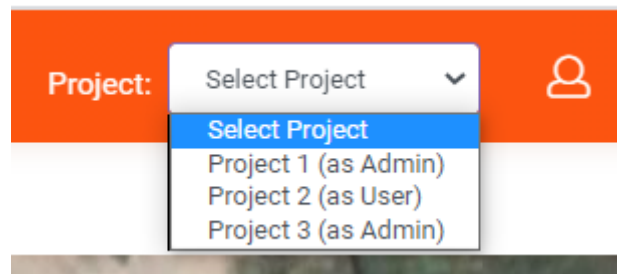 Project:
Select Project
Select Project
Project 1 (as Admin)
Project 2 (as User)
Project 3 (as Admin)